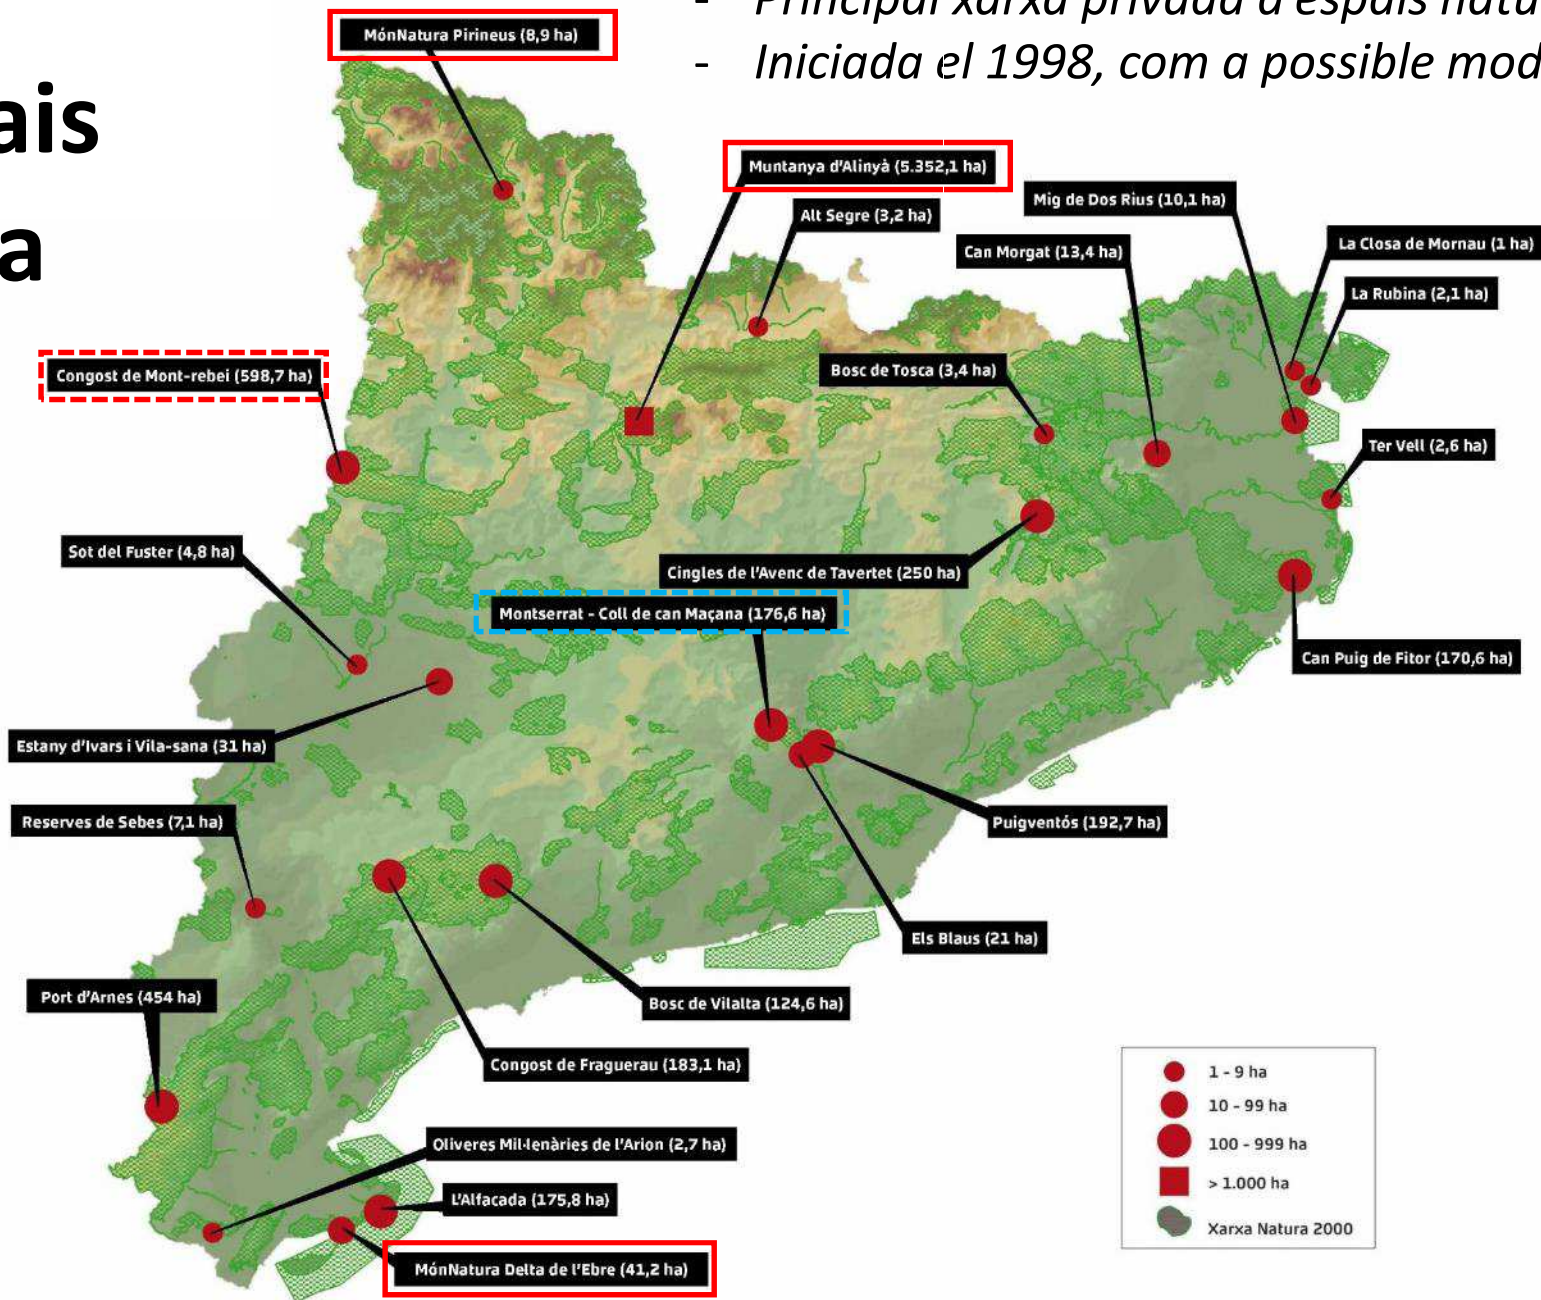 - Principal xarxa privada d'espais
- Iniciada el 1998, com a possible
MónNatura Pirineus (8,9 ha)
Muntanya d'Alinyà (5.352,1 ha)
Alt Segre (3,2 ha)
Mig de Dos Rius (10,1 ha)
Can Morgat (13,4 ha)
La Closa de Mornau (1 ha)
La Rubina (2,1 ha)
Congost de Mont-rebei (598,7 ha)
Bosc de Tosca (3,4 ha)
Ter Vell (2,6 ha)
Sot del Fuster (4,8 ha)
Cingles de l'Avenc de Tavertet (250 ha)
Montserrat - Coll de can Maçana (176,6 ha)
Can Puig de Fitor (170,6 ha)
Estany d'Ivars i Vila-sana (31 ha)
Reserves de Sebes (7,1 ha)
Puigventós (192,7 ha)
Els Blaus (21 ha)
Port d'Arnes (454 ha)
Bosc de Vilalta (124,6 ha)
Congost de Fraguerau (183,1 ha)
Oliveres Mil·lenàries de l'Arion (2,7 ha)
L'Alfacada (175,8 ha)
MónNatura Delta de l'Ebre (41,2 ha)
1 - 9 ha
10 - 99 ha
100 - 999 ha
> 1.000 ha
Xarxa Natura 2000